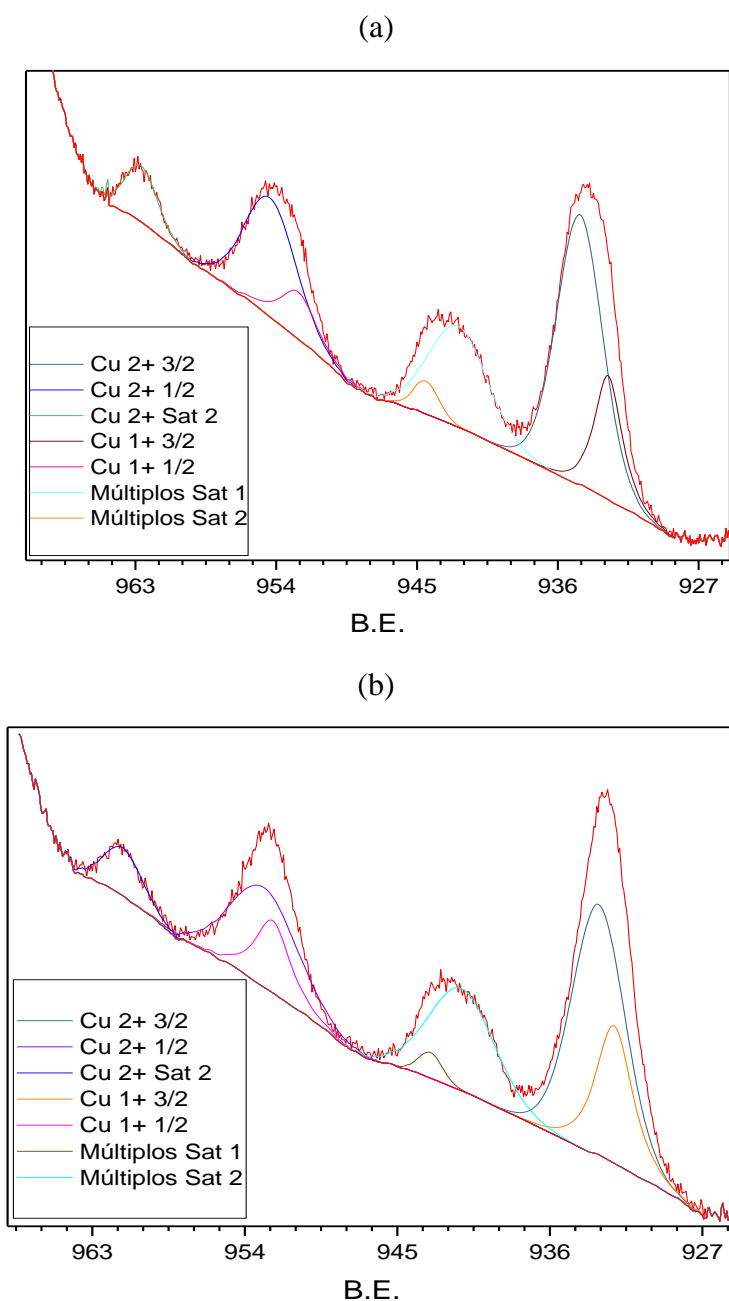 (a)
Cu 2+ 3/2
Cu 2+ 1/2
Cu 2+ Sat 2
Cu 1+ 3/2
Cu 1+ 1/2
Múltiplos Sat 1
Múltiplos Sat 2
963 954 945 936 927
B.E.
(b)
Cu 2+ 3/2
Cu 2+ 1/2
Cu 2+ Sat 2
Cu 1+ 3/2
Cu 1+ 1/2
Múltiplos Sat 1
Múltiplos Sat 2
963 954 945 936 927
B.E.